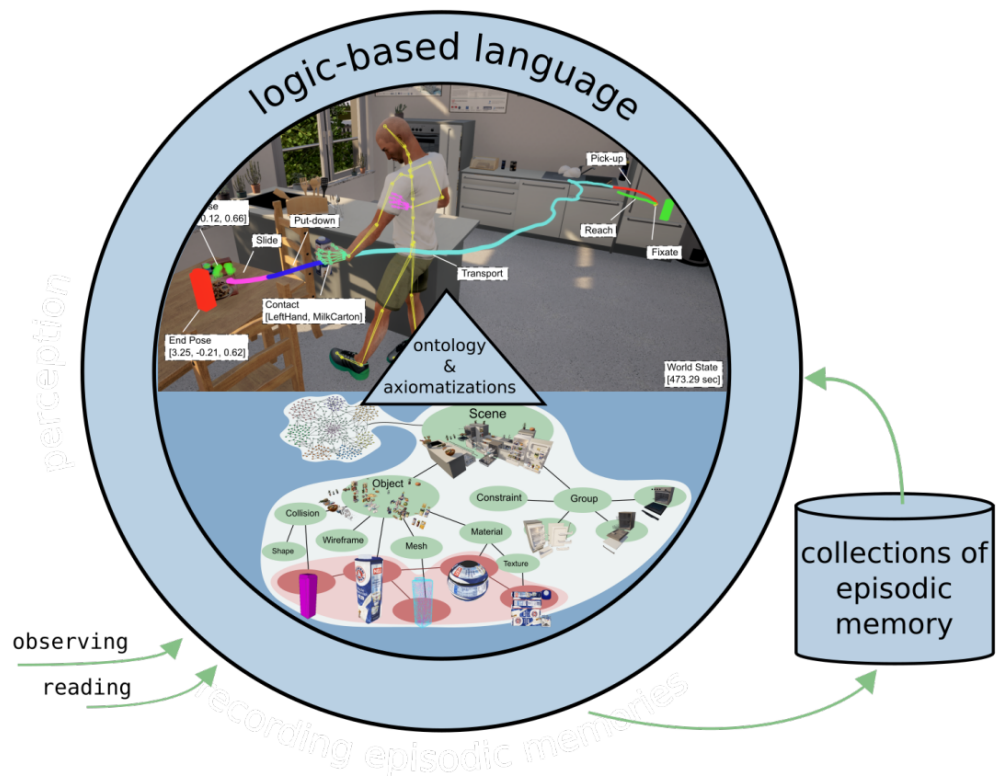 logic-based language
Pick-up
Reach
Fixate
Put-down
Slide
0.12, 0.66]
Transport
Contact
[LeftHand, MilkCarton]
End Pose
[3.25, -0.21, 0.62]
World State
[473.29 sec]
ontology
&
axiomatizations
perception
Scene
Object
Constraint
Group
Collision
Wireframe
Mesh
Material
Shape
Texture
collections of
episodic
memory
observing
reading
recording episodic memories